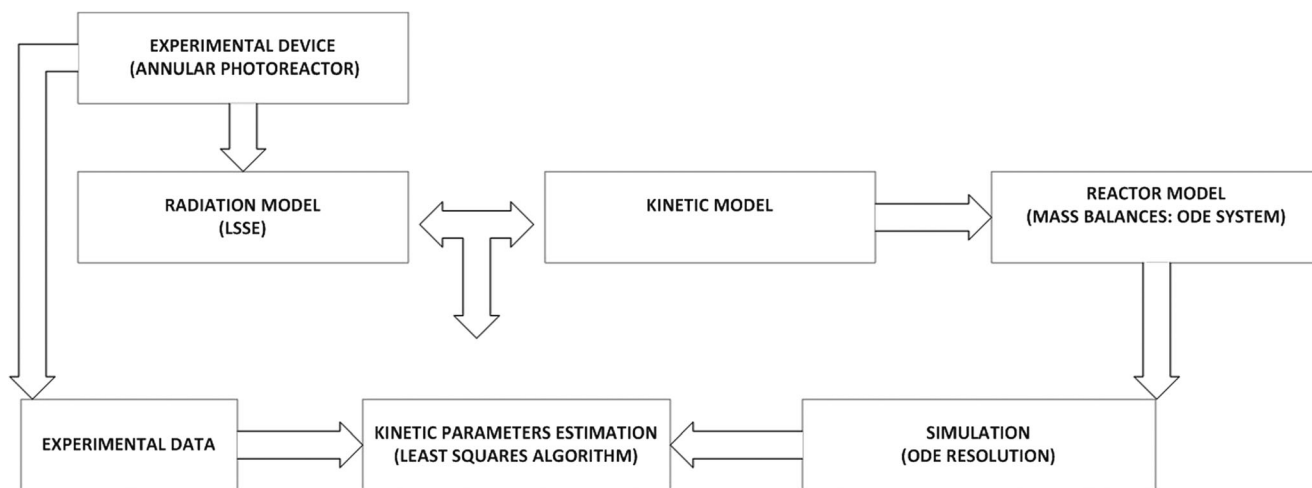 EXPERIMENTAL DEVICE
(ANNULAR PHOTOREACTOR)
RADIATION MODEL
(LSSE)
KINETIC MODEL
REACTOR MODEL
(MASS BALANCES: ODE SYSTEM)
EXPERIMENTAL DATA
KINETIC PARAMETERS ESTIMATION
(LEAST SQUARES ALGORITHM)
SIMULATION
(ODE RESOLUTION)